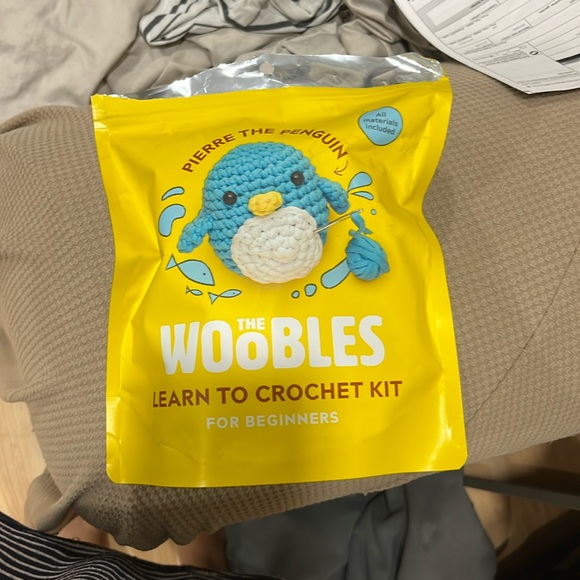 All
materials
included
PIERRE THE PENGUIN
THE
WOOBLES
LEARN TO CROCHET KIT
FOR BEGINNERS